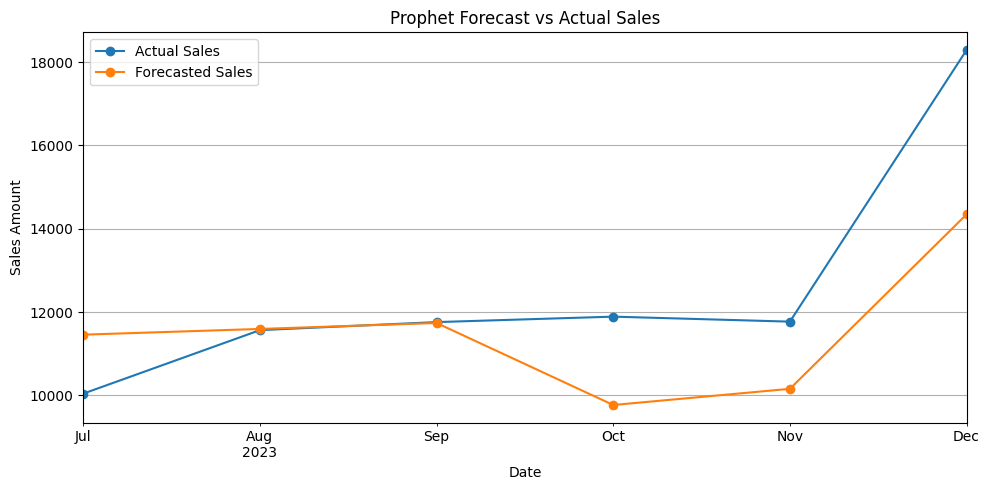 Prophet Forecast vs Actual Sales
Actual Sales
Forecasted Sales
18000
16000
14000
12000
10000
Sales Amount
Jul
Aug
2023
Sep
Oct
Nov
Dec
Date